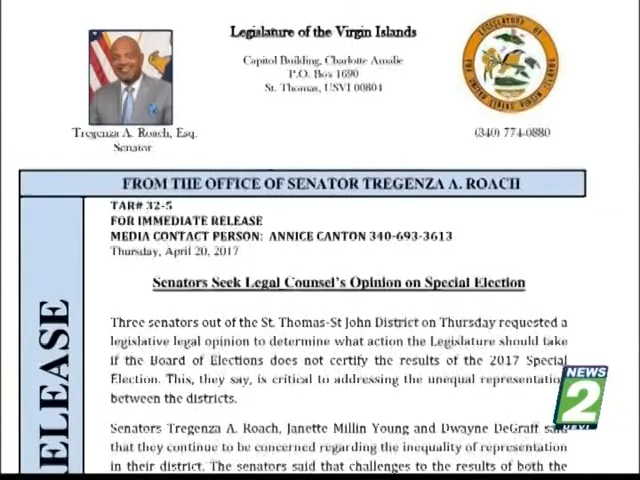 Legislature of the Virgin Islands
Capitol Building, Charlotte Amalie
P.O. Box 1690
St. Thomas, USVI 00804
Tregenza A. Roach, Esq.
Senator
(340) 774-0880
FROM THE OFFICE OF SENATOR TREGENZA A. ROACH
ELEASE
TAR# 32-5
FOR IMMEDIATE RELEASE
MEDIA CONTACT PERSON: ANNICE CANTON 340-693-3613
Thursday, April 20, 2017
Senators Seek Legal Counsel's Opinion on Special Election
Three senators out of the St. Thomas-St John District on Thursday requested a
legislative legal opinion to determine what action the Legislature should take
if the Board of Elections does not certify the results of the 2017 Special
Election. This, they say, is critical to addressing the unequal representation
between the districts.
Senators Tregenza A. Roach, Janette Millin Young and Dwayne DeGraff said
that they continue to be concerned regarding the inequality of representation
in their district. The senators said that challenges to the results of both the
NEWS
2
USVI